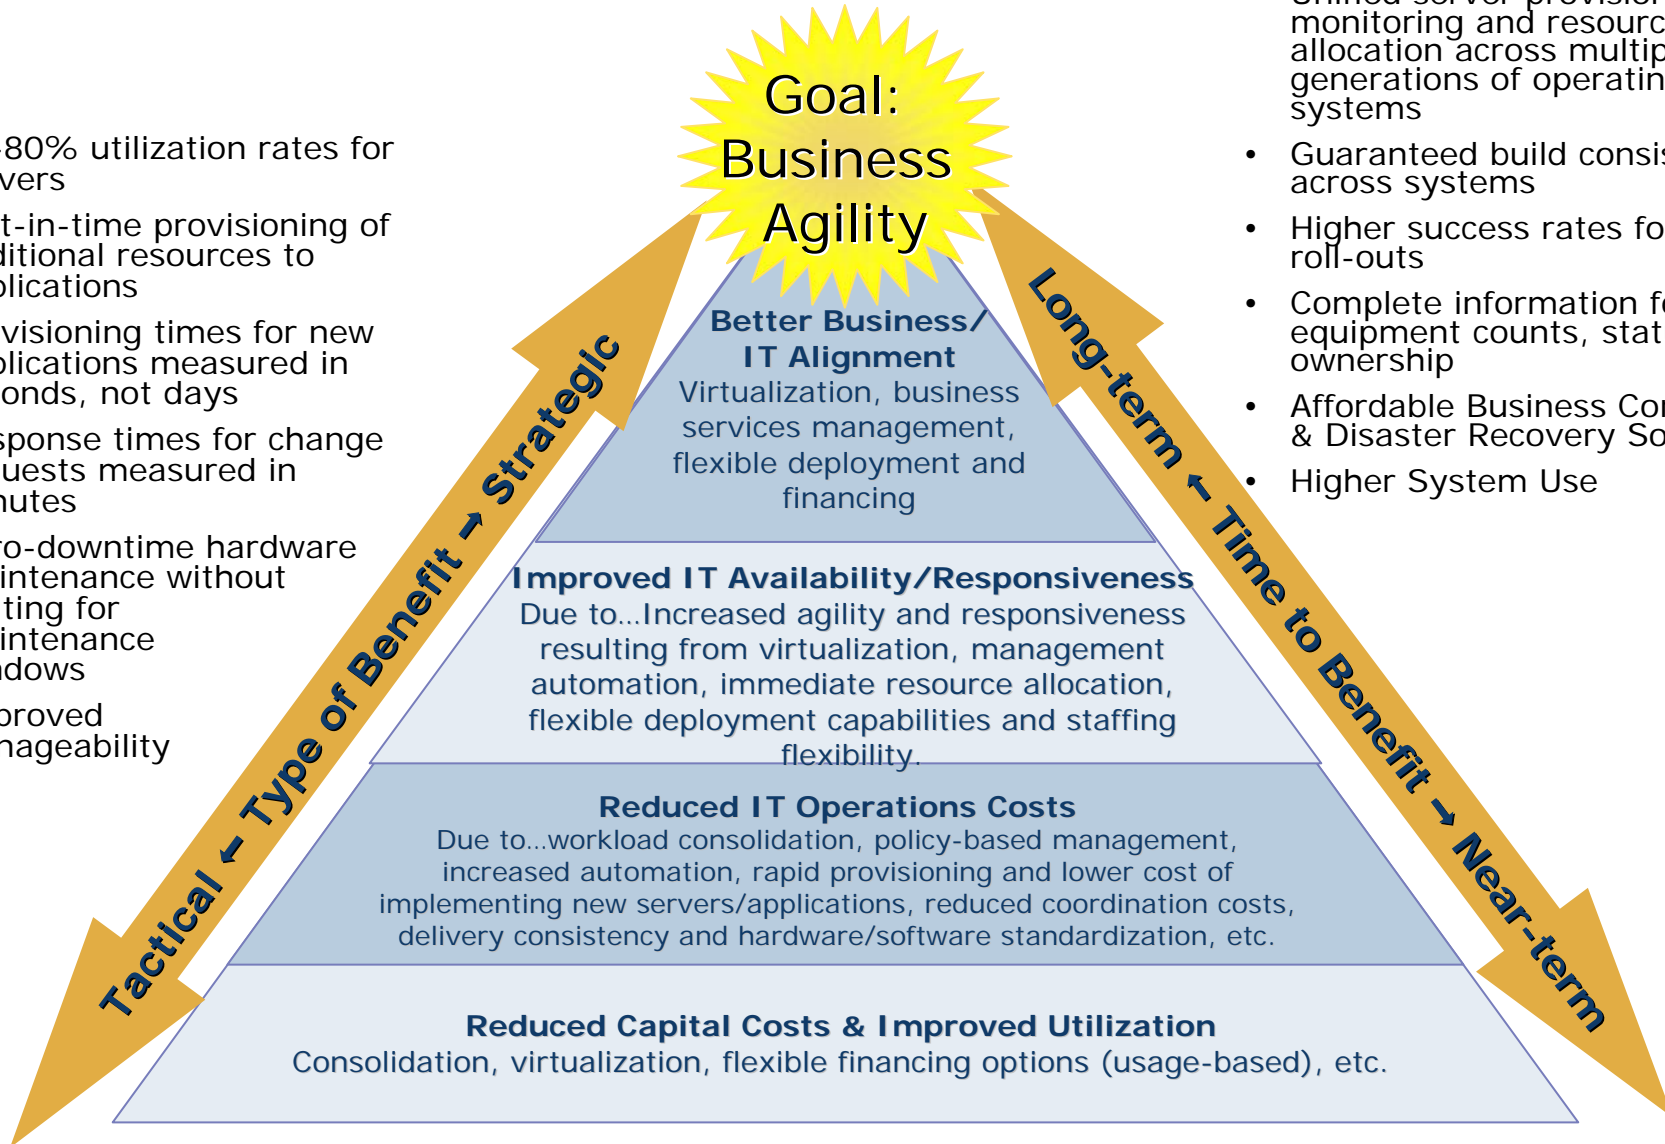 -80% utilization rates for
vers
t-in-time provisioning of
ditional resources to
plications
visioning times for new
plications measured in
onds, not days
sponse times for change
quests measured in
nutes
ro-downtime hardware
intenance without
iting for
intenance
ndows
proved
nageability
Goal:
Business
Agility
monitoring and resourc
allocation across multip
generations of operatin
systems
• Guaranteed build consis
across systems
• Higher success rates fo
roll-outs
• Complete information fo
equipment counts, stat
ownership
• Affordable Business Con
& Disaster Recovery So
• Higher System Use
Tactical ← Type of Benefit → Strategic
Long-term ← Time to Benefit → Near-term
Better Business/
IT Alignment
Virtualization, business
services management,
flexible deployment and
financing
Improved IT Availability/Responsiveness
Due to…Increased agility and responsiveness
resulting from virtualization, management
automation, immediate resource allocation,
flexible deployment capabilities and staffing
flexibility.
Reduced IT Operations Costs
Due to…workload consolidation, policy-based management,
increased automation, rapid provisioning and lower cost of
implementing new servers/applications, reduced coordination costs,
delivery consistency and hardware/software standardization, etc.
Reduced Capital Costs & Improved Utilization
Consolidation, virtualization, flexible financing options (usage-based), etc.